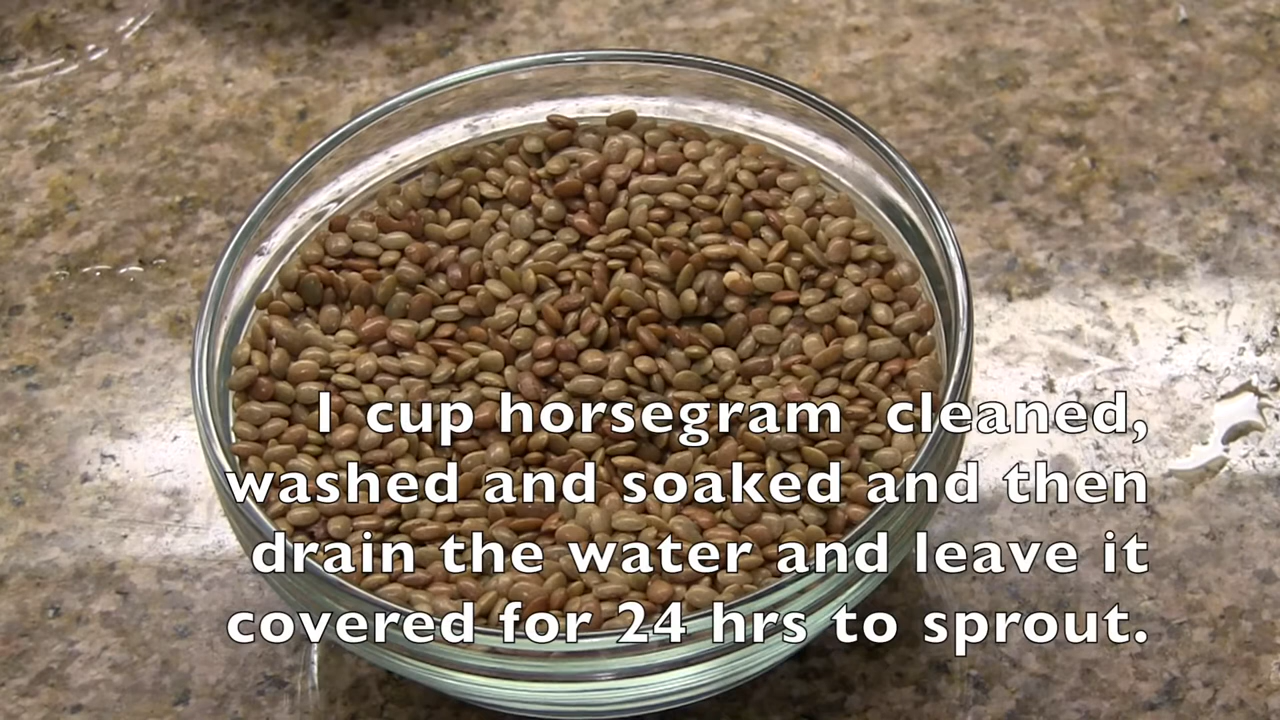 1 cup horsegram cleaned,
washed and soaked and then
drain the water and leave it
covered for 24 hrs to sprout.